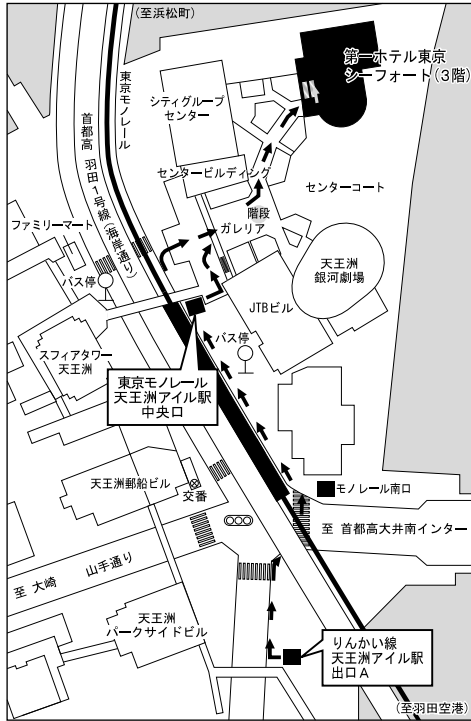 (至浜松町)
第一ホテル東京
シーフォート(3階)
東京モノレール
首都高 羽田1号線(海岸通り)
シティグループ
センター
センタービルディング
センターコート
階段
ガレリア
ファミリーマート
バス停
天王洲
銀河劇場
JTBビル
スフィアタワー
天王洲
バス停
東京モノレール
天王洲アイル駅
中央口
天王洲郵船ビル
交番
モノレール南口
至 首都高大井南インター
至 大崎 山手通り
天王洲
パークサイドビル
りんかい線
天王洲アイル駅
出口A
(至羽田空港)